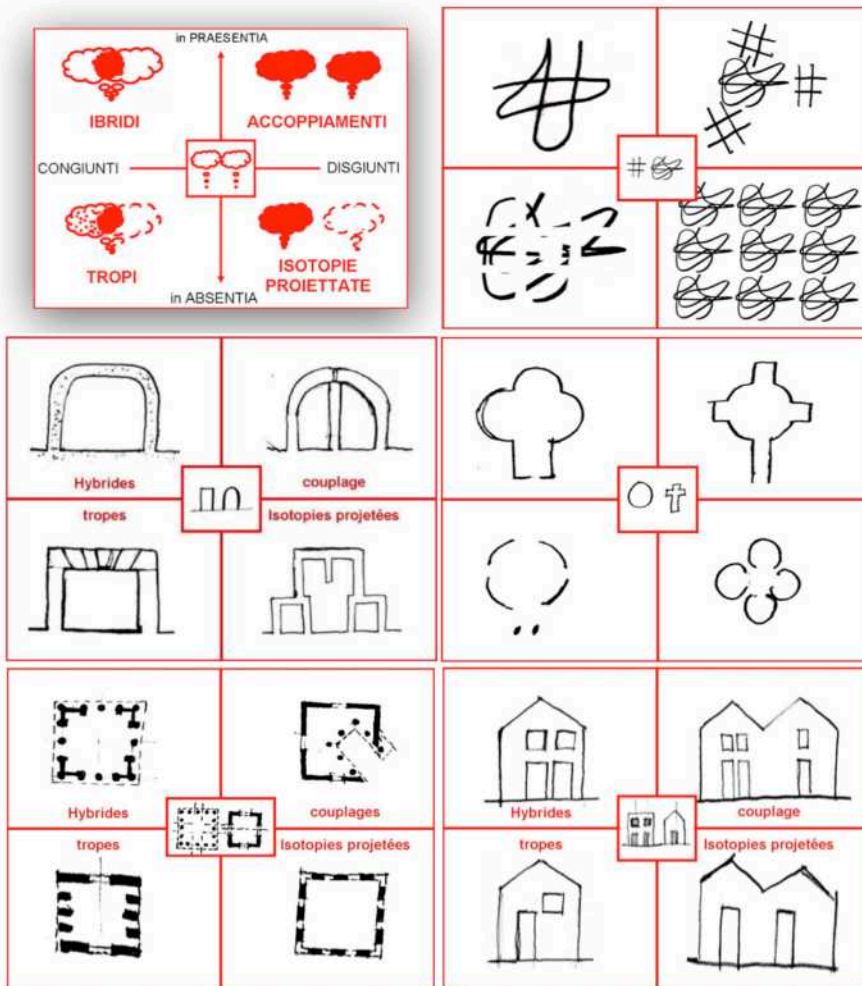 in PRAESENTIA
IBRIDI
ACCOPPIAMENTI
CONGIUNTI
DISGIUNTI
TROPI
ISOTOPIE
PROIETTATE
in ABSENTIA
Hybrides
couplage
tropes
Isotopies projetées
Hybrides
couplages
tropes
Isotopies projetées
Hybrides
couplage
tropes
Isotopies projetées